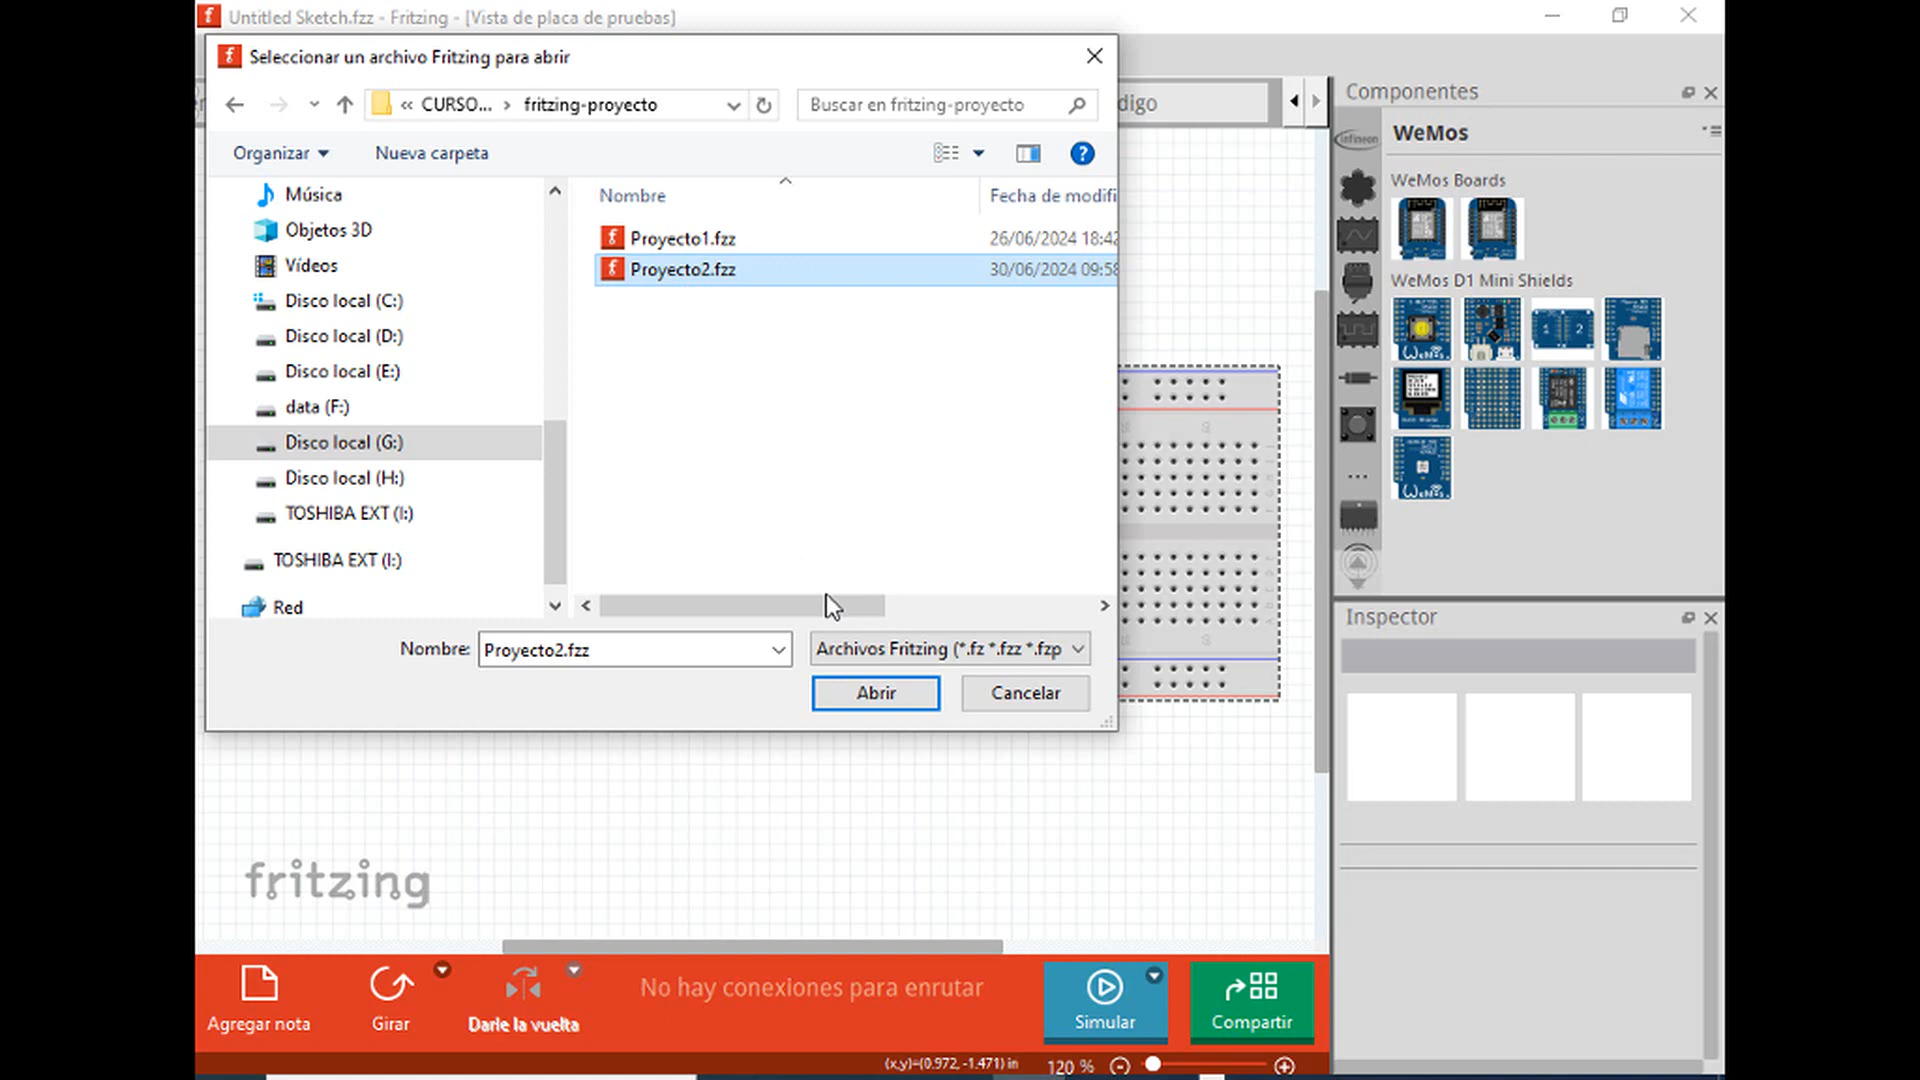 Untitled Sketch.fzz - Fritzing - [Vista de placa de pruebas]
Seleccionar un archivo Fritzing para abrir
« CURSO... › fritzing-proyecto
Buscar en fritzing-proyecto
digo
Componentes
Organizar
Nueva carpeta
infineon
WeMos
Música
Nombre
Fecha de modifi
WeMos Boards
Objetos 3D
Proyecto1.fzz
26/06/2024 18:42
Vídeos
Proyecto2.fzz
30/06/2024 09:58
WeMos D1 Mini Shields
Disco local (C:)
Disco local (D:)
1 2
Disco local (E:)
data (F:)
Disco local (G:)
Disco local (H:)
TOSHIBA EXT (I:)
TOSHIBA EXT (I:)
Red
Inspector
Nombre:
Proyecto2.fzz
Archivos Fritzing (*.fz *.fzz *.fzp
Abrir
Cancelar
fritzing
No hay conexiones para enrutar
Agregar nota
Girar
Darle la vuelta
Simular
Compartir
(x,y)=(0.972, -1.471) in
120 %